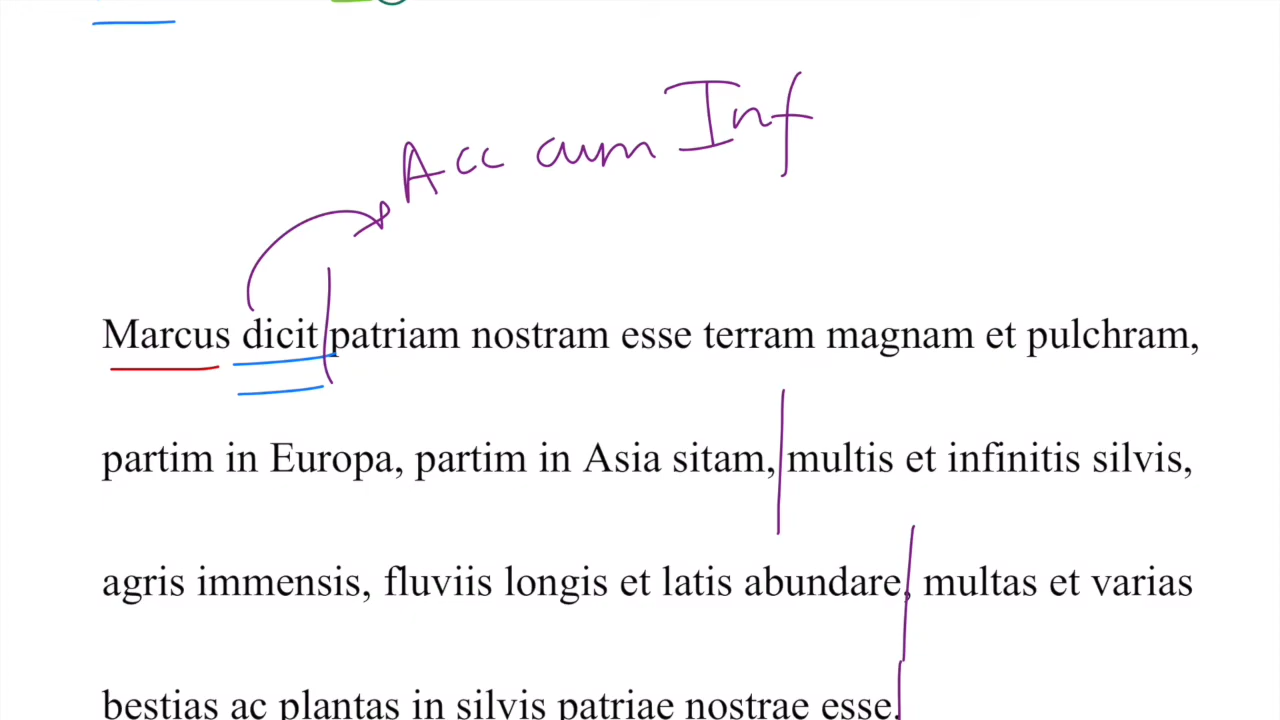 Acc cum Inf
Marcus dicit patriam nostram esse terram magnam et pulchram,
partim in Europa, partim in Asia sitam, multis et infinitis silvis,
agris immensis, fluviis longis et latis abundare, multas et varias
bestias ac plantas in silvis patriae nostrae esse.